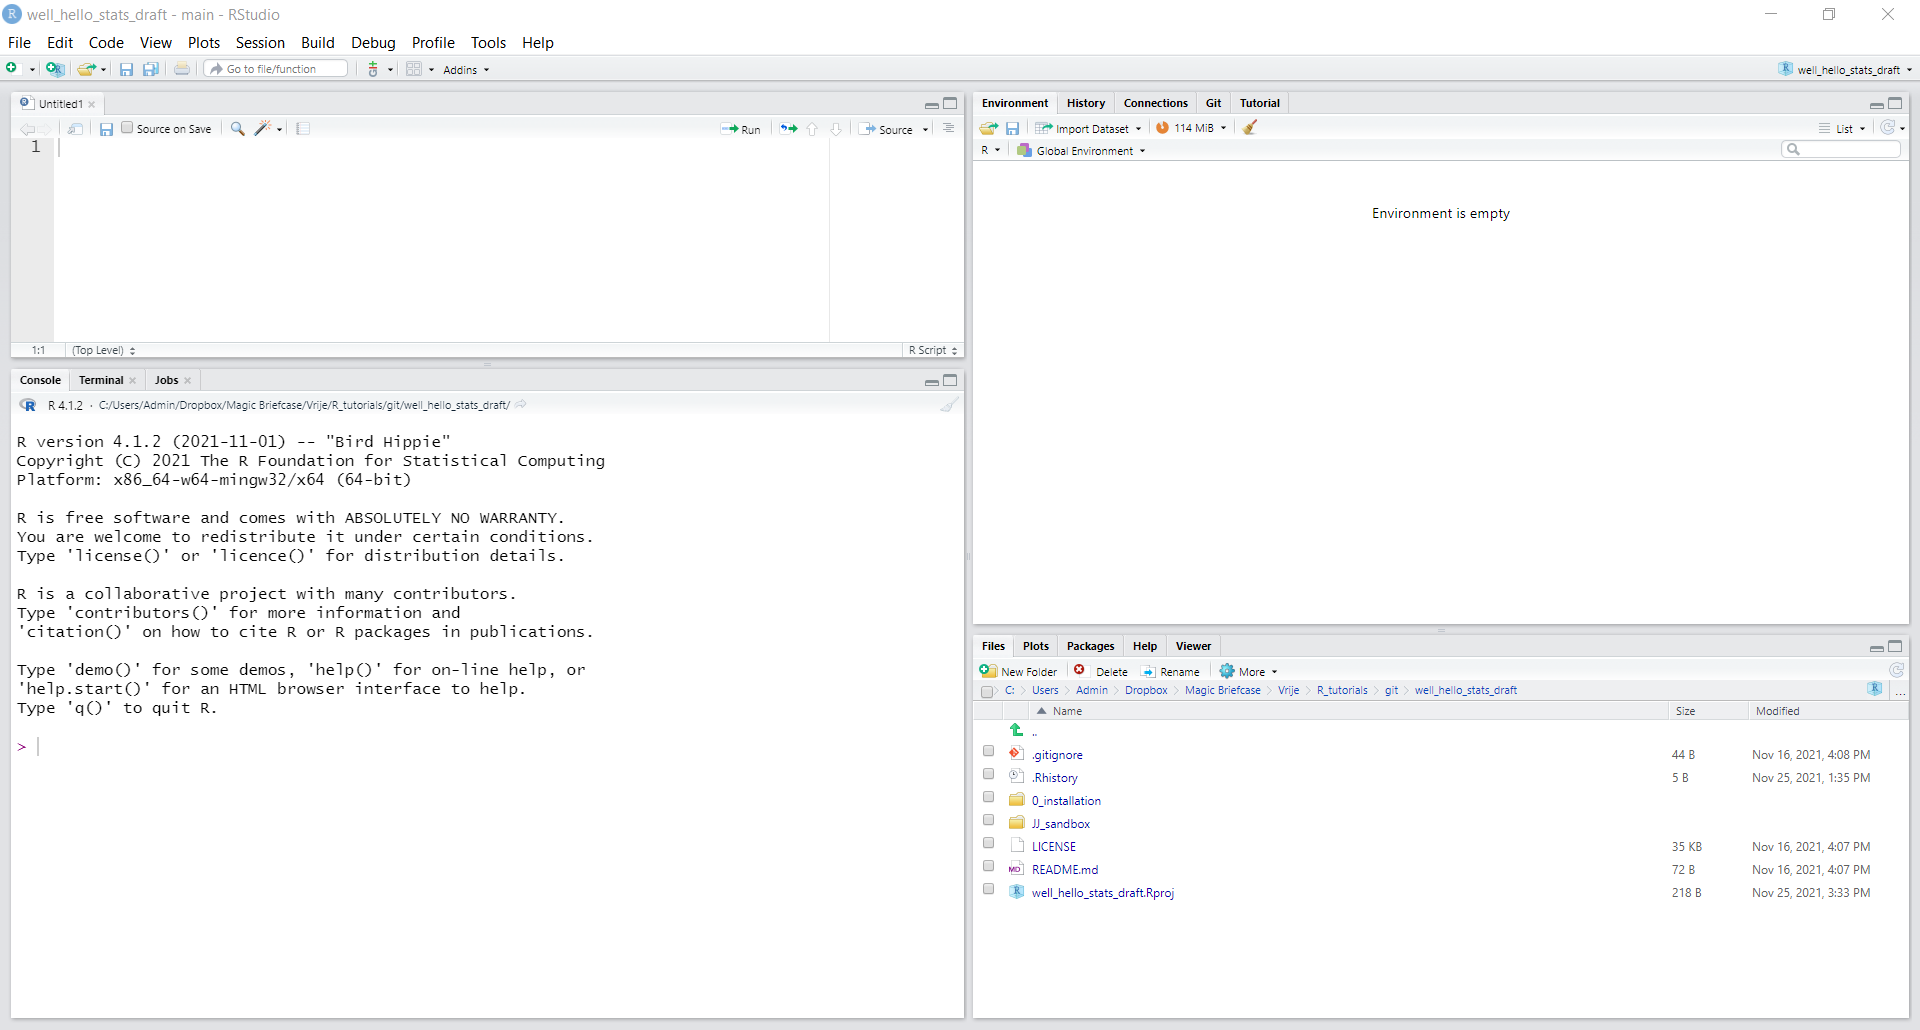 well_hello_stats_draft - main - RStudio
File Edit Code View Plots Session Build Debug Profile Tools Help
Go to file/function Addins well_hello_stats_draft
Untitled1
Source on Save Run Source
1
1:1 (Top Level) R Script
Console Terminal Jobs
R 4.1.2 · C:/Users/Admin/Dropbox/Magic Briefcase/Vrije/R_tutorials/git/well_hello_stats_draft/
R version 4.1.2 (2021-11-01) -- "Bird Hippie"
Copyright (C) 2021 The R Foundation for Statistical Computing
Platform: x86_64-w64-mingw32/x64 (64-bit)
R is free software and comes with ABSOLUTELY NO WARRANTY.
You are welcome to redistribute it under certain conditions.
Type 'license()' or 'licence()' for distribution details.
R is a collaborative project with many contributors.
Type 'contributors()' for more information and
'citation()' on how to cite R or R packages in publications.
Type 'demo()' for some demos, 'help()' for on-line help, or
'help.start()' for an HTML browser interface to help.
Type 'q()' to quit R.
>
Environment History Connections Git Tutorial
Import Dataset 114 MiB List
R Global Environment
Environment is empty
Files Plots Packages Help Viewer
New Folder Delete Rename More
C: Users Admin Dropbox Magic Briefcase Vrije R_tutorials git well_hello_stats_draft ...
Name Size Modified
..
.gitignore 44 B Nov 16, 2021, 4:08 PM
.Rhistory 5 B Nov 25, 2021, 1:35 PM
0_installation
JJ_sandbox
LICENSE 35 KB Nov 16, 2021, 4:07 PM
README.md 72 B Nov 16, 2021, 4:07 PM
well_hello_stats_draft.Rproj 218 B Nov 25, 2021, 3:33 PM